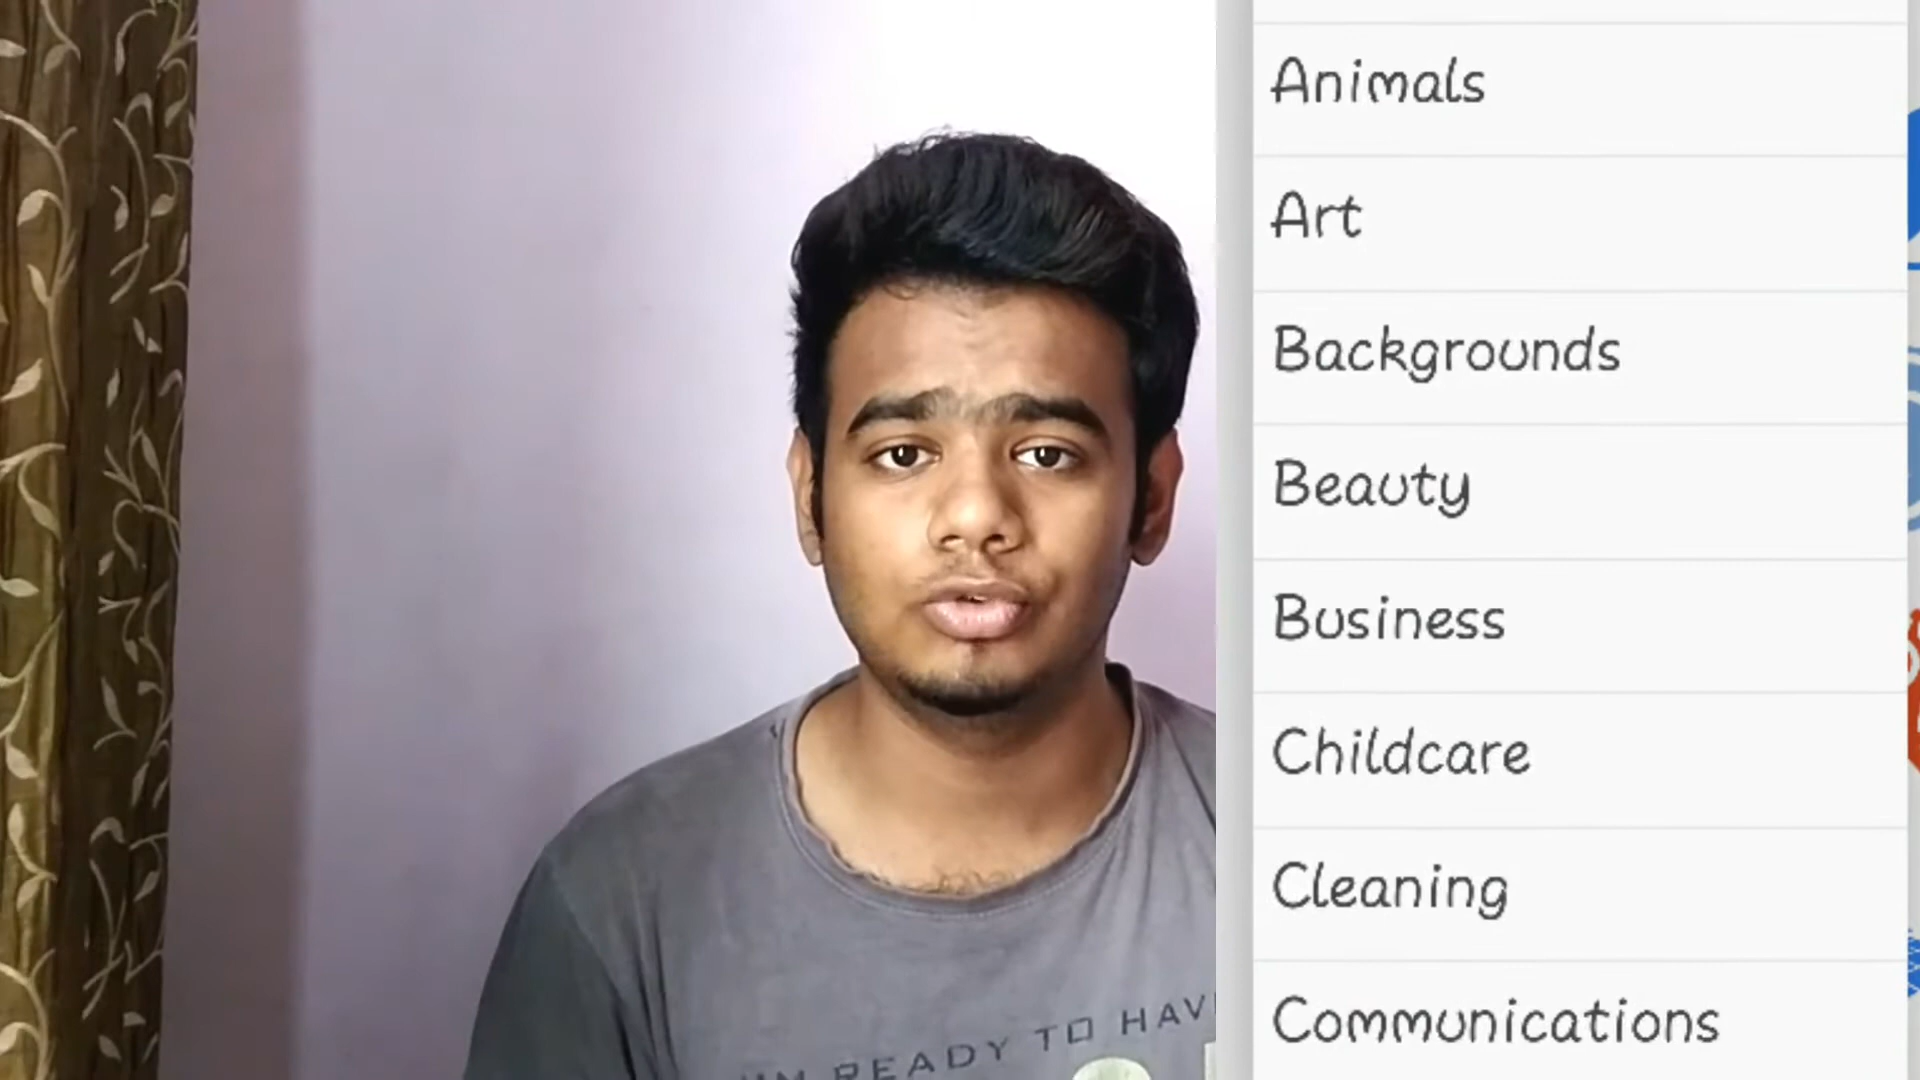 I'M READY TO HAV
Animals
Art
Backgrounds
Beauty
Business
Childcare
Cleaning
Communications